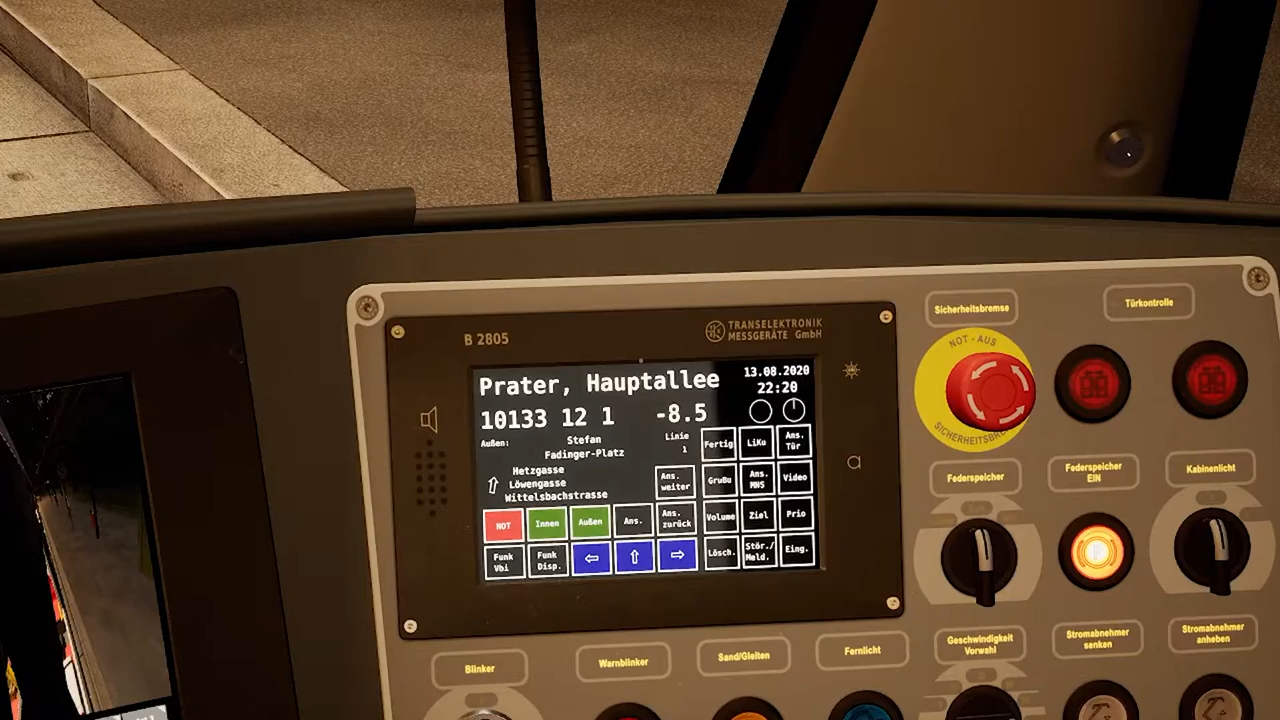 Sicherheitsbremse
Türkontrolle
B 2805
TRANSELEKTRONIK
MESSGERÄTE GmbH
NOT - AUS
Prater, Hauptallee
13.08.2020
22:20
10133 12 1
-8.5
Außen:
Stefan
Fadinger-Platz
Linie
1
Hetzgasse
Löwengasse
Wittelsbachstrasse
Fertig
LiKu
Ans.
Tür
Ans.
weiter
GruBu
Ans.
MNS
Video
NOT
Innen
Außen
Ans.
Ans.
zurück
Volume
Ziel
Prio
Funk
Vbi
Funk
Disp.
Lösch.
Stör./
Meld.
Eing.
Federspeicher
Federspeicher
EIN
Kabinenlicht
Blinker
Warnblinker
Sand/Gleiten
Fernlicht
Geschwindigkeit
Vorwahl
Stromabnehmer
senken
Stromabnehmer
anheben